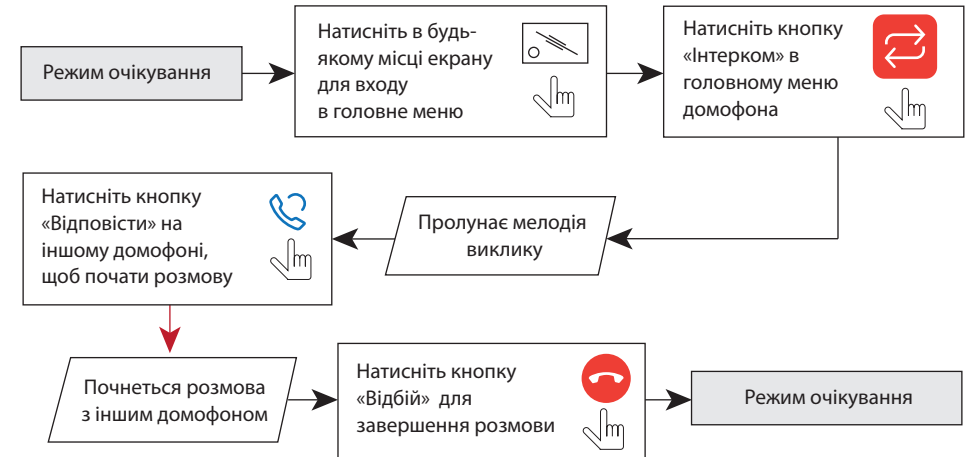 Режим очікування
Натисніть в будь-
якому місці екрану
для входу
в головне меню
Натисніть кнопку
«Інтерком» в
головному меню
домофона
Пролунає мелодія
виклику
Натисніть кнопку
«Відповісти» на
іншому домофоні,
щоб почати розмову
Почнеться розмова
з іншим домофоном
Натисніть кнопку
«Відбій» для
завершення розмови
Режим очікування